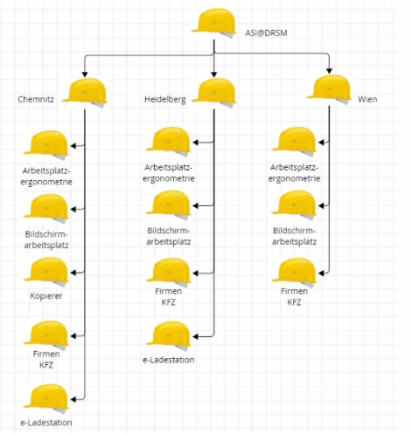 ASI@DRSM
Chemnitz
Heidelberg
Wien
Arbeitsplatz-
ergonometrie
Bildschirm-
arbeitsplatz
Kopierer
Firmen
KFZ
e-Ladestation
Arbeitsplatz-
ergonometrie
Bildschirm-
arbeitsplatz
Firmen
KFZ
e-Ladestation
Arbeitsplatz-
ergonometrie
Bildschirm-
arbeitsplatz
Firmen
KFZ